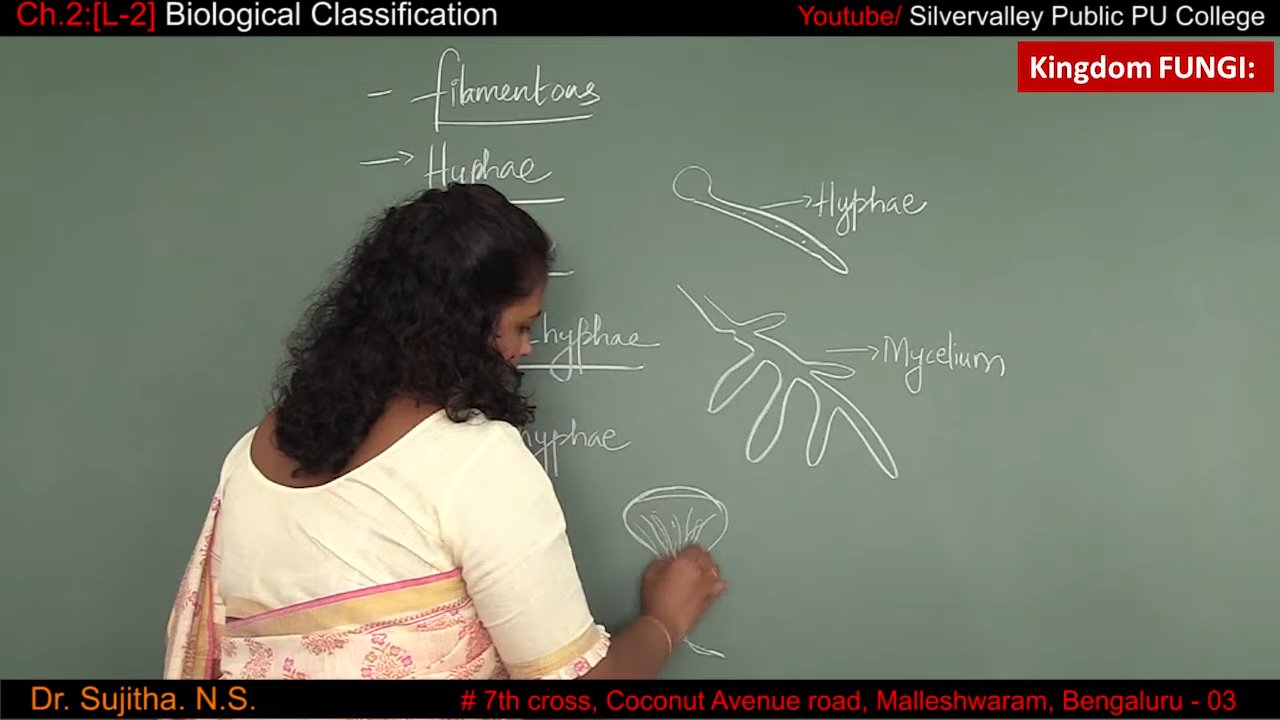 Ch.2:[L-2] Biological Classification
Youtube/ Silvervalley Public PU College
Kingdom FUNGI:
- filamentous
→ Hyphae
→ Hyphae
hyphae
→ Mycelium
hyphae
Dr. Sujitha. N.S.
# 7th cross, Coconut Avenue road, Malleshwaram, Bengaluru - 03